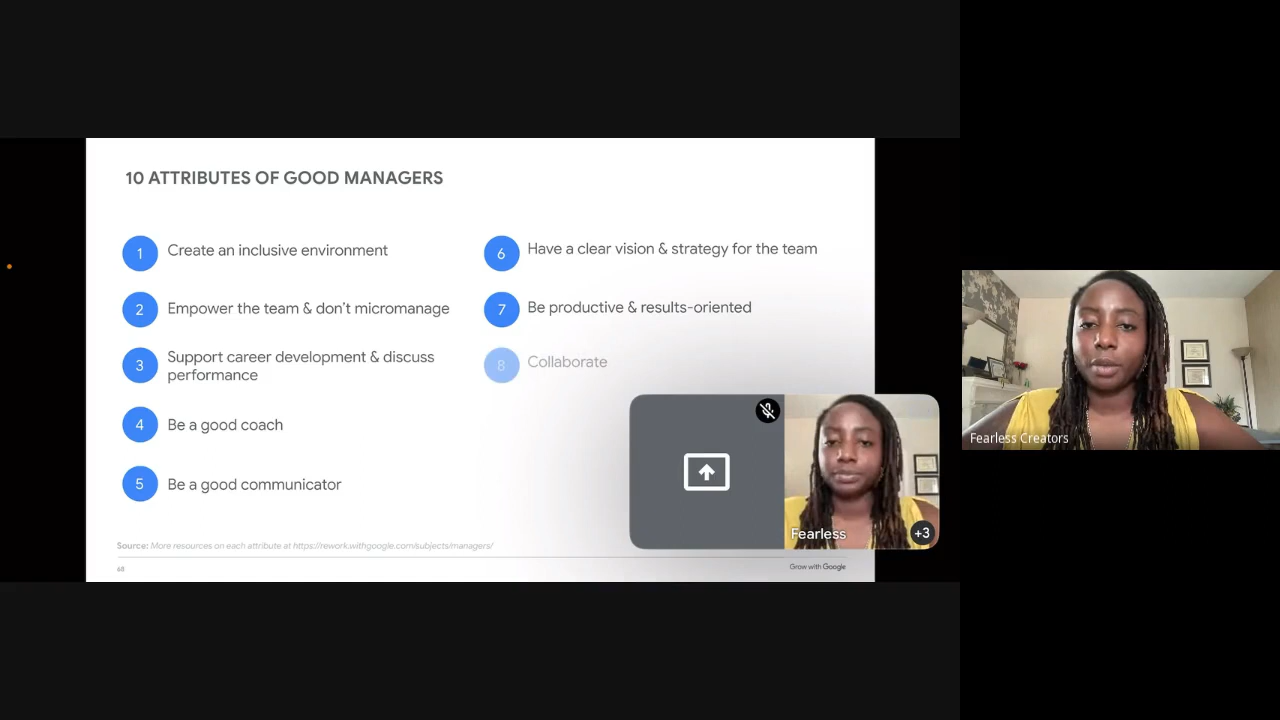 10 ATTRIBUTES OF GOOD MANAGERS
1 Create an inclusive environment
2 Empower the team & don't micromanage
3 Support career development & discuss
performance
4 Be a good coach
5 Be a good communicator
6 Have a clear vision & strategy for the team
7 Be productive & results-oriented
8 Collaborate
Source: More resources on each attribute at https://rework.withgoogle.com/subjects/managers/
68
Grow with Google
Fearless
+3
Fearless Creators